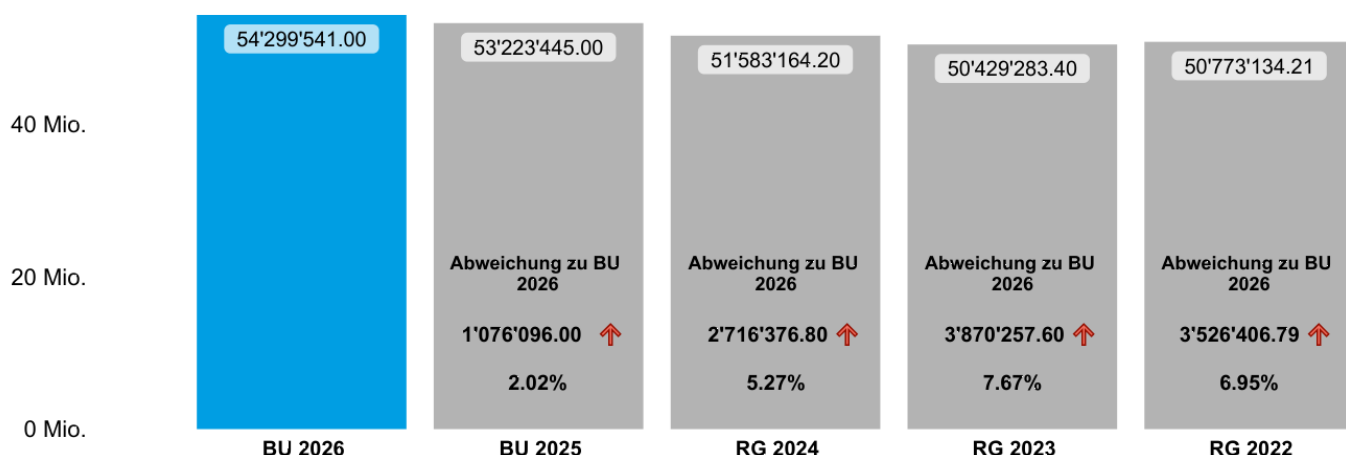 54'299'541.00
53'223'445.00
51'583'164.20
50'429'283.40
50'773'134.21
40 Mio.
20 Mio.
0 Mio.
Abweichung zu BU
2026
1'076'096.00
2.02%
Abweichung zu BU
2026
2'716'376.80
5.27%
Abweichung zu BU
2026
3'870'257.60
7.67%
Abweichung zu BU
2026
3'526'406.79
6.95%
BU 2026
BU 2025
RG 2024
RG 2023
RG 2022